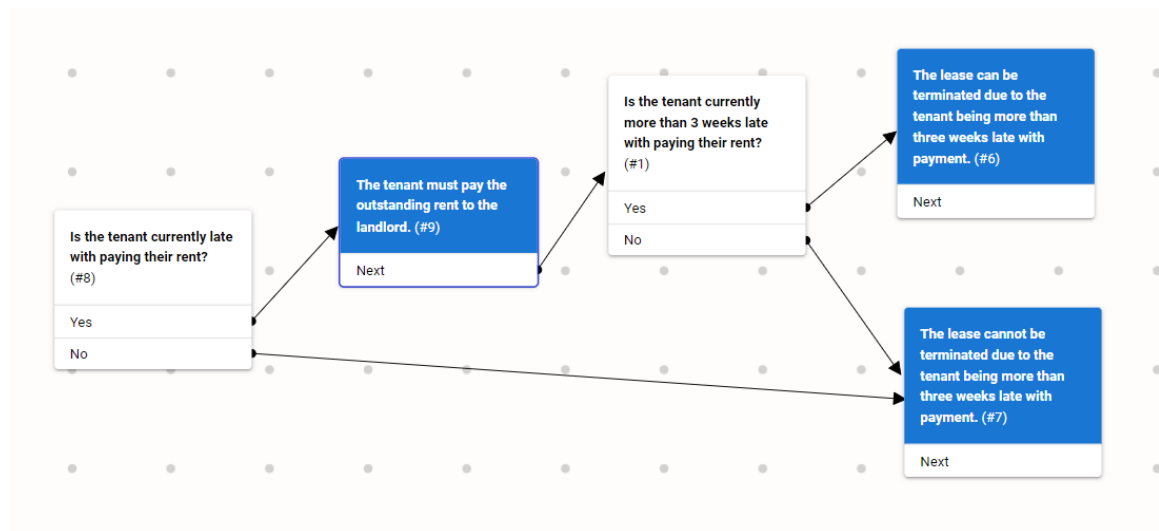 Is the tenant currently late
with paying their rent?
(#8)
Yes
No
The tenant must pay the
outstanding rent to the
landlord. (#9)
Next
Is the tenant currently
more than 3 weeks late
with paying their rent?
(#1)
Yes
No
The lease can be
terminated due to the
tenant being more than
three weeks late with
payment. (#6)
Next
The lease cannot be
terminated due to the
tenant being more than
three weeks late with
payment. (#7)
Next